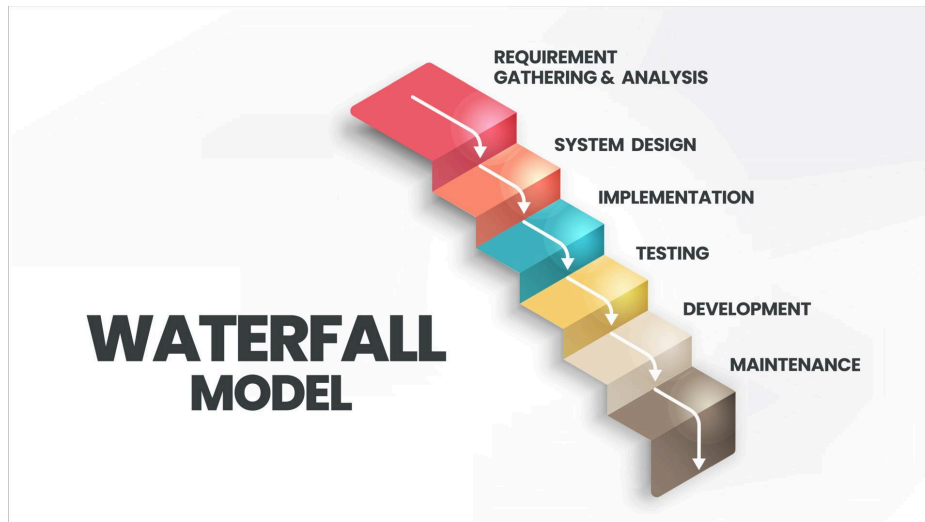 REQUIREMENT
GATHERING & ANALYSIS
SYSTEM DESIGN
IMPLEMENTATION
TESTING
DEVELOPMENT
MAINTENANCE
WATERFALL
MODEL